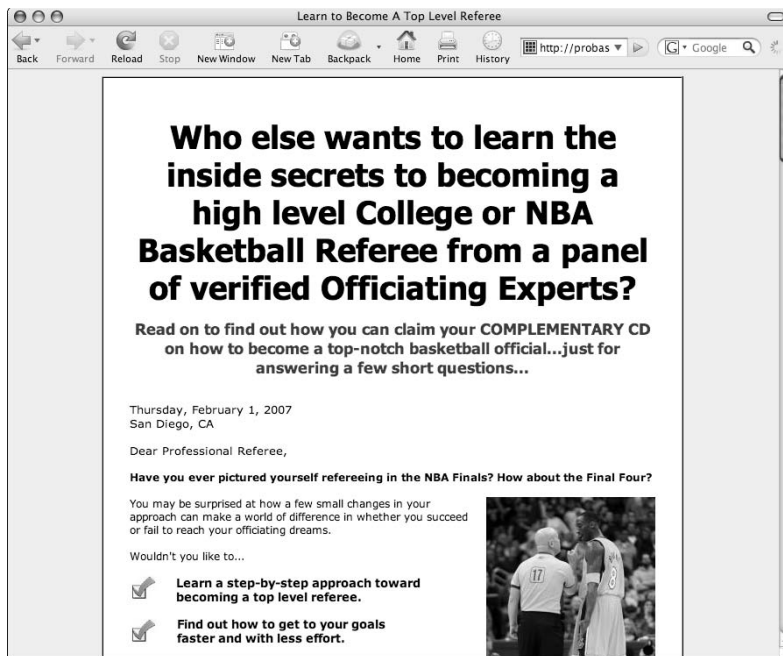 Learn to Become A Top Level Referee
Back Forward Reload Stop New Window New Tab Backpack Home Print History http://probas Google
Who else wants to learn the
inside secrets to becoming a
high level College or NBA
Basketball Referee from a panel
of verified Officiating Experts?
Read on to find out how you can claim your COMPLEMENTARY CD
on how to become a top-notch basketball official...just for
answering a few short questions...
Thursday, February 1, 2007
San Diego, CA
Dear Professional Referee,
Have you ever pictured yourself refereeing in the NBA Finals? How about the Final Four?
You may be surprised at how a few small changes in your
approach can make a world of difference in whether you succeed
or fail to reach your officiating dreams.
Wouldn't you like to...
Learn a step-by-step approach toward
becoming a top level referee.
Find out how to get to your goals
faster and with less effort.
17
8